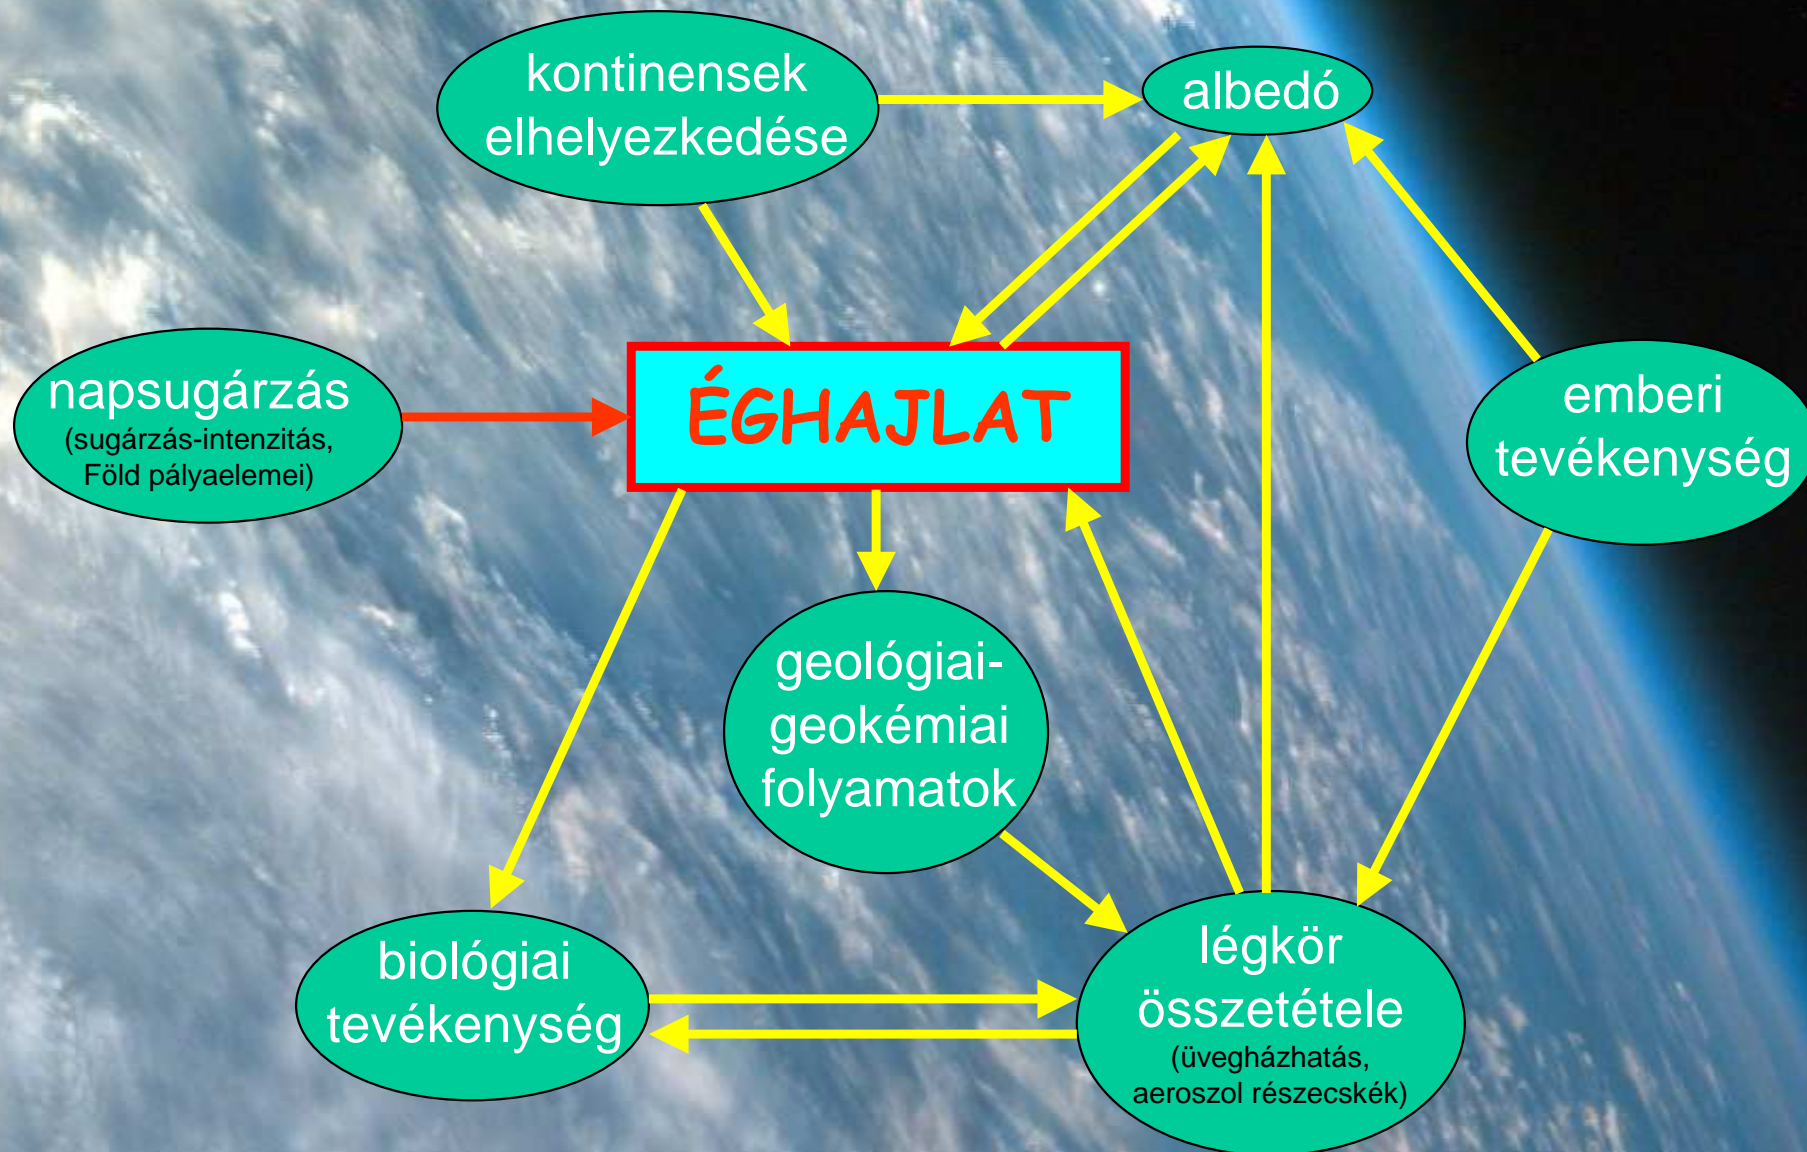 kontinensek
elhelyezkedése
albedó
napsugárzás
(sugárzás-intenzitás,
Föld pályaelemei)
ÉGHAJLAT
emberi
tevékenység
geológiai-
geokémiai
folyamatok
biológiai
tevékenység
légkör
összetétele
(üvegházhatás,
aeroszol részecskék)